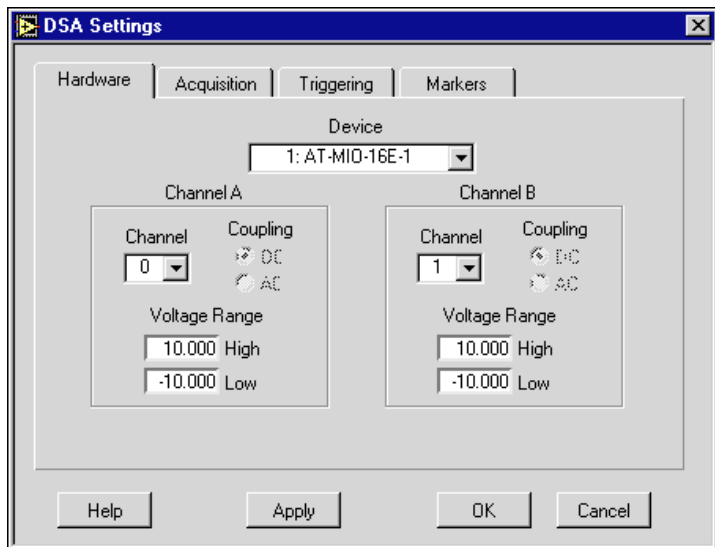 DSA Settings
Hardware Acquisition Triggering Markers
Device
1: AT-MIO-16E-1
Channel A Channel B
Channel Coupling Channel Coupling
0 DC 1 DC
AC AC
Voltage Range Voltage Range
10.000 High 10.000 High
-10.000 Low -10.000 Low
Help Apply OK Cancel